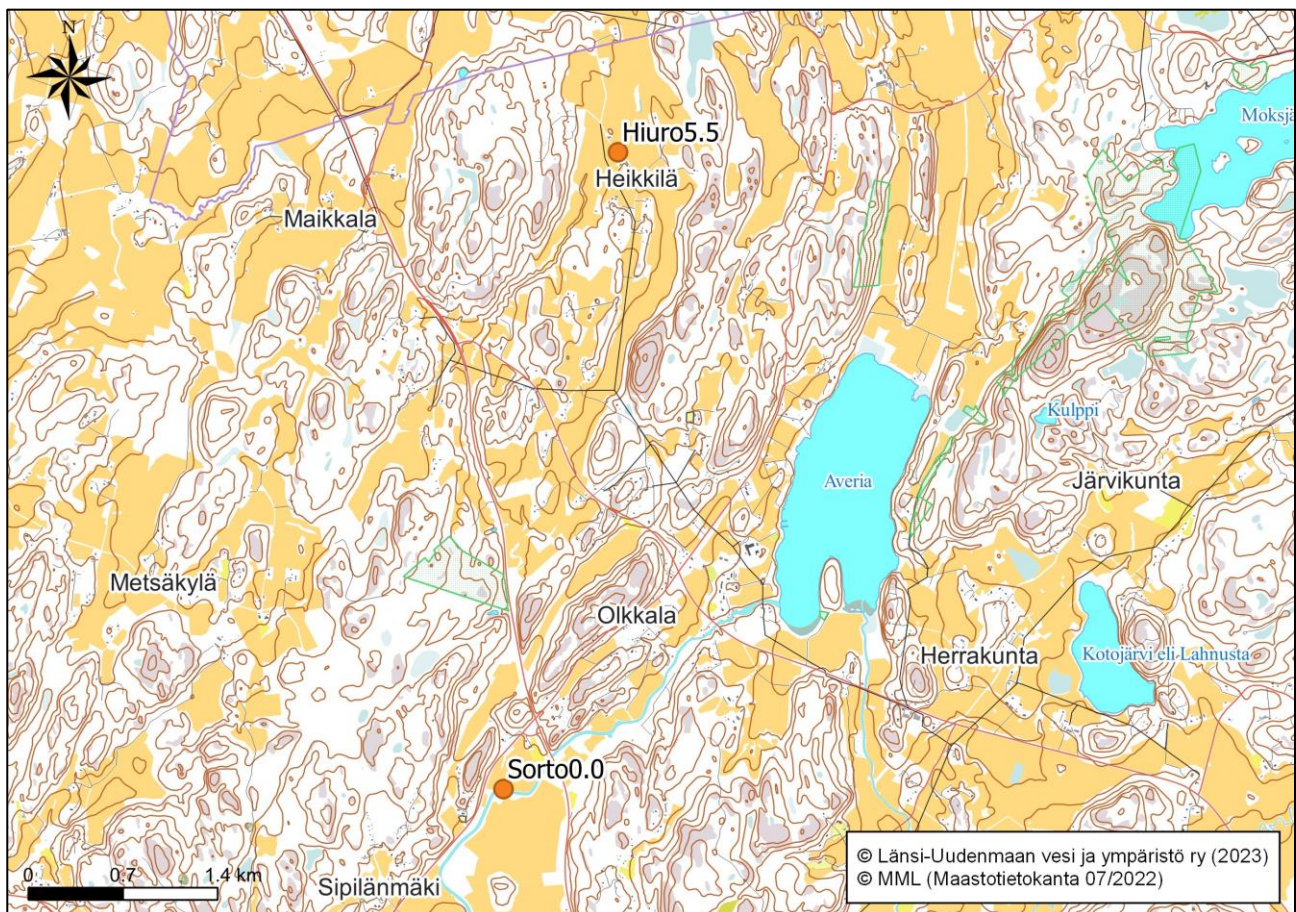 N
Moksjä
Hiuro5.5
Heikkilä
Maikkala
Kulppi
Averia
Järvikunta
Metsäkylä
Olkkala
Herrakunta
Kotojärvi eli Lahnusta
Sorto0.0
Sipilänmäki
0 0.7 1.4 km
© Länsi-Uudenmaan vesi ja ympäristö ry (2023)
© MML (Maastotietokanta 07/2022)